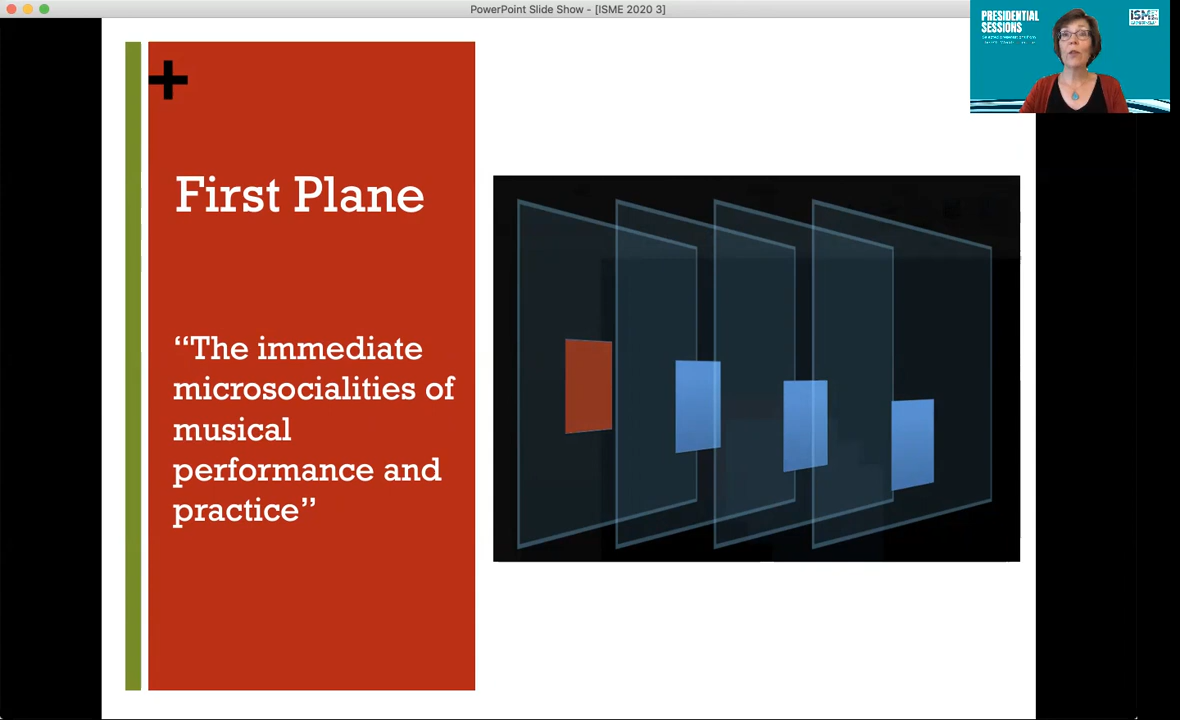 PowerPoint Slide Show - [ISME 2020 3]
PRESIDENTIAL
SESSIONS
ISME
+
First Plane
“The immediate
microsocialities of
musical
performance and
practice”